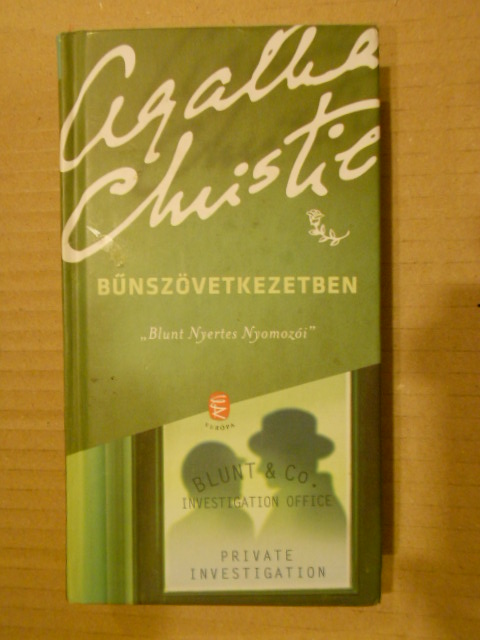 Agatha
Christie
BŰNSZÖVETKEZETBEN
„Blunt Nyertes Nyomozói”
EURÓPA
BLUNT & Co.
INVESTIGATION OFFICE
PRIVATE
INVESTIGATION